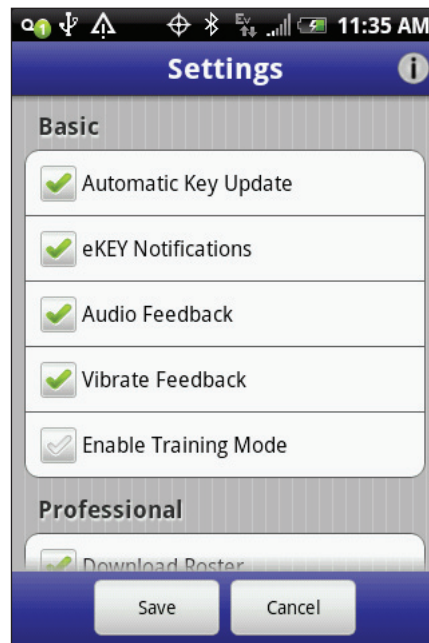 11:35 AM
Settings
Basic
Automatic Key Update
eKEY Notifications
Audio Feedback
Vibrate Feedback
Enable Training Mode
Professional
Download Roster
Save Cancel